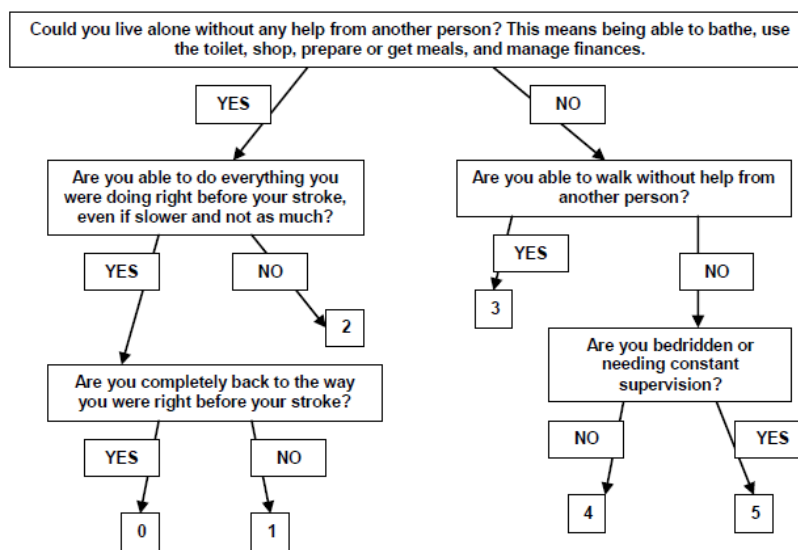 Could you live alone without any help from another person? This means being able to bathe, use
the toilet, shop, prepare or get meals, and manage finances.
YES
NO
Are you able to do everything you
were doing right before your stroke,
even if slower and not as much?
Are you able to walk without help from
another person?
YES
NO
YES
NO
2
3
Are you bedridden or
needing constant
supervision?
Are you completely back to the way
you were right before your stroke?
YES
NO
NO
YES
0
1
4
5